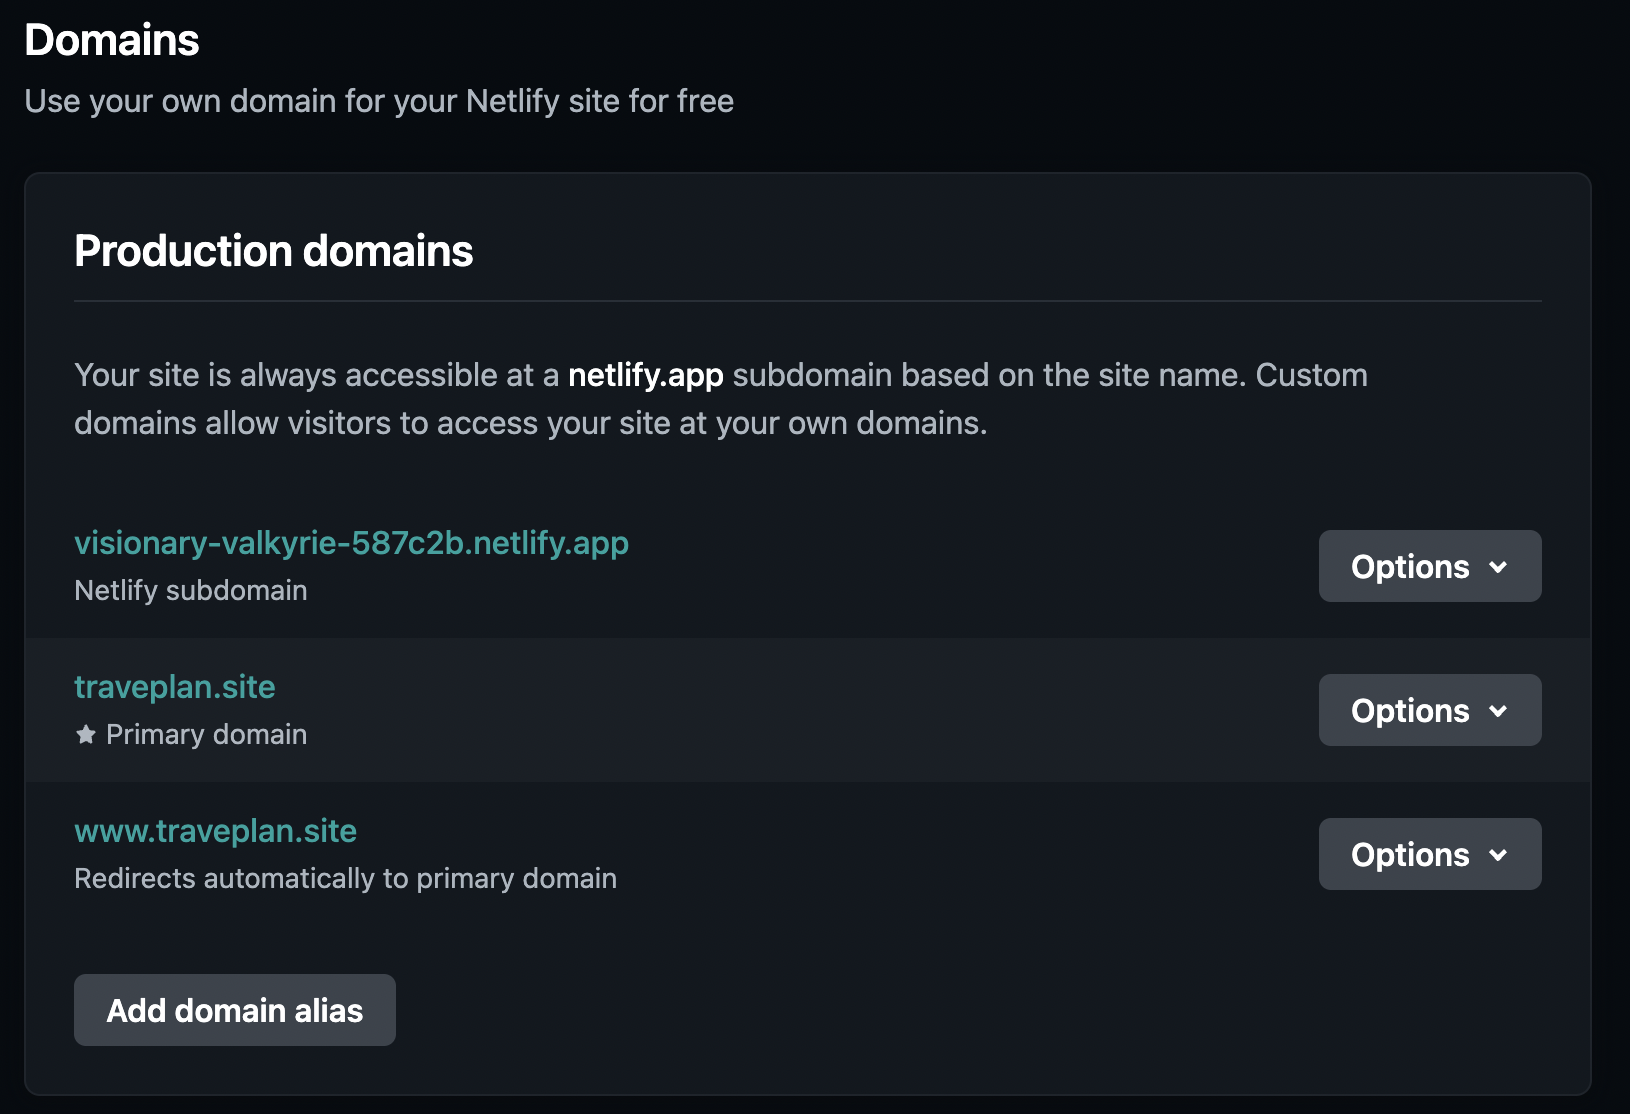 Domains
Use your own domain for your Netlify site for free
Production domains
Your site is always accessible at a netlify.app subdomain based on the site name. Custom
domains allow visitors to access your site at your own domains.
visionary-valkyrie-587c2b.netlify.app
Netlify subdomain
Options
traveplan.site
Primary domain
Options
www.traveplan.site
Redirects automatically to primary domain
Options
Add domain alias